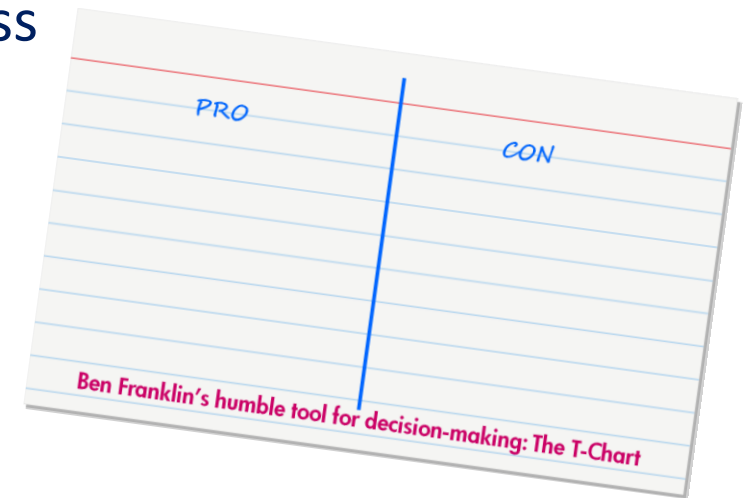 ss
PRO
CON
Ben Franklin's humble tool for decision-making: The T-Chart